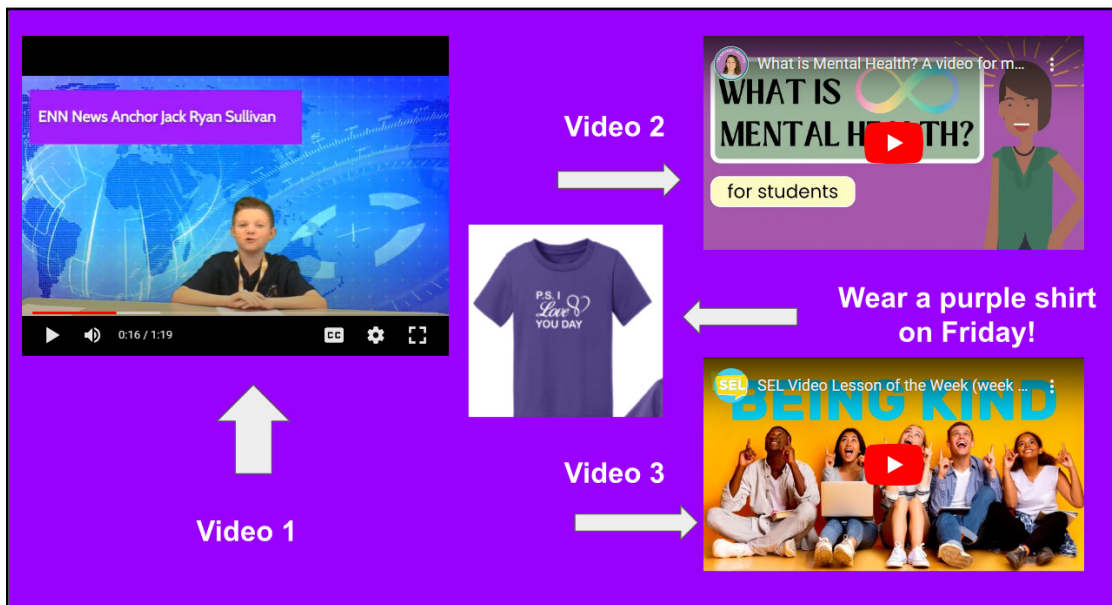 ENN News Anchor Jack Ryan Sullivan
0:16 / 1:19
CC
Video 1
Video 2
What is Mental Health? A video for m...
WHAT IS
MENTAL HEALTH?
for students
P.S. I
Love
YOU DAY
Wear a purple shirt
on Friday!
Video 3
SEL
SEL Video Lesson of the Week (week ...
BEING KIND